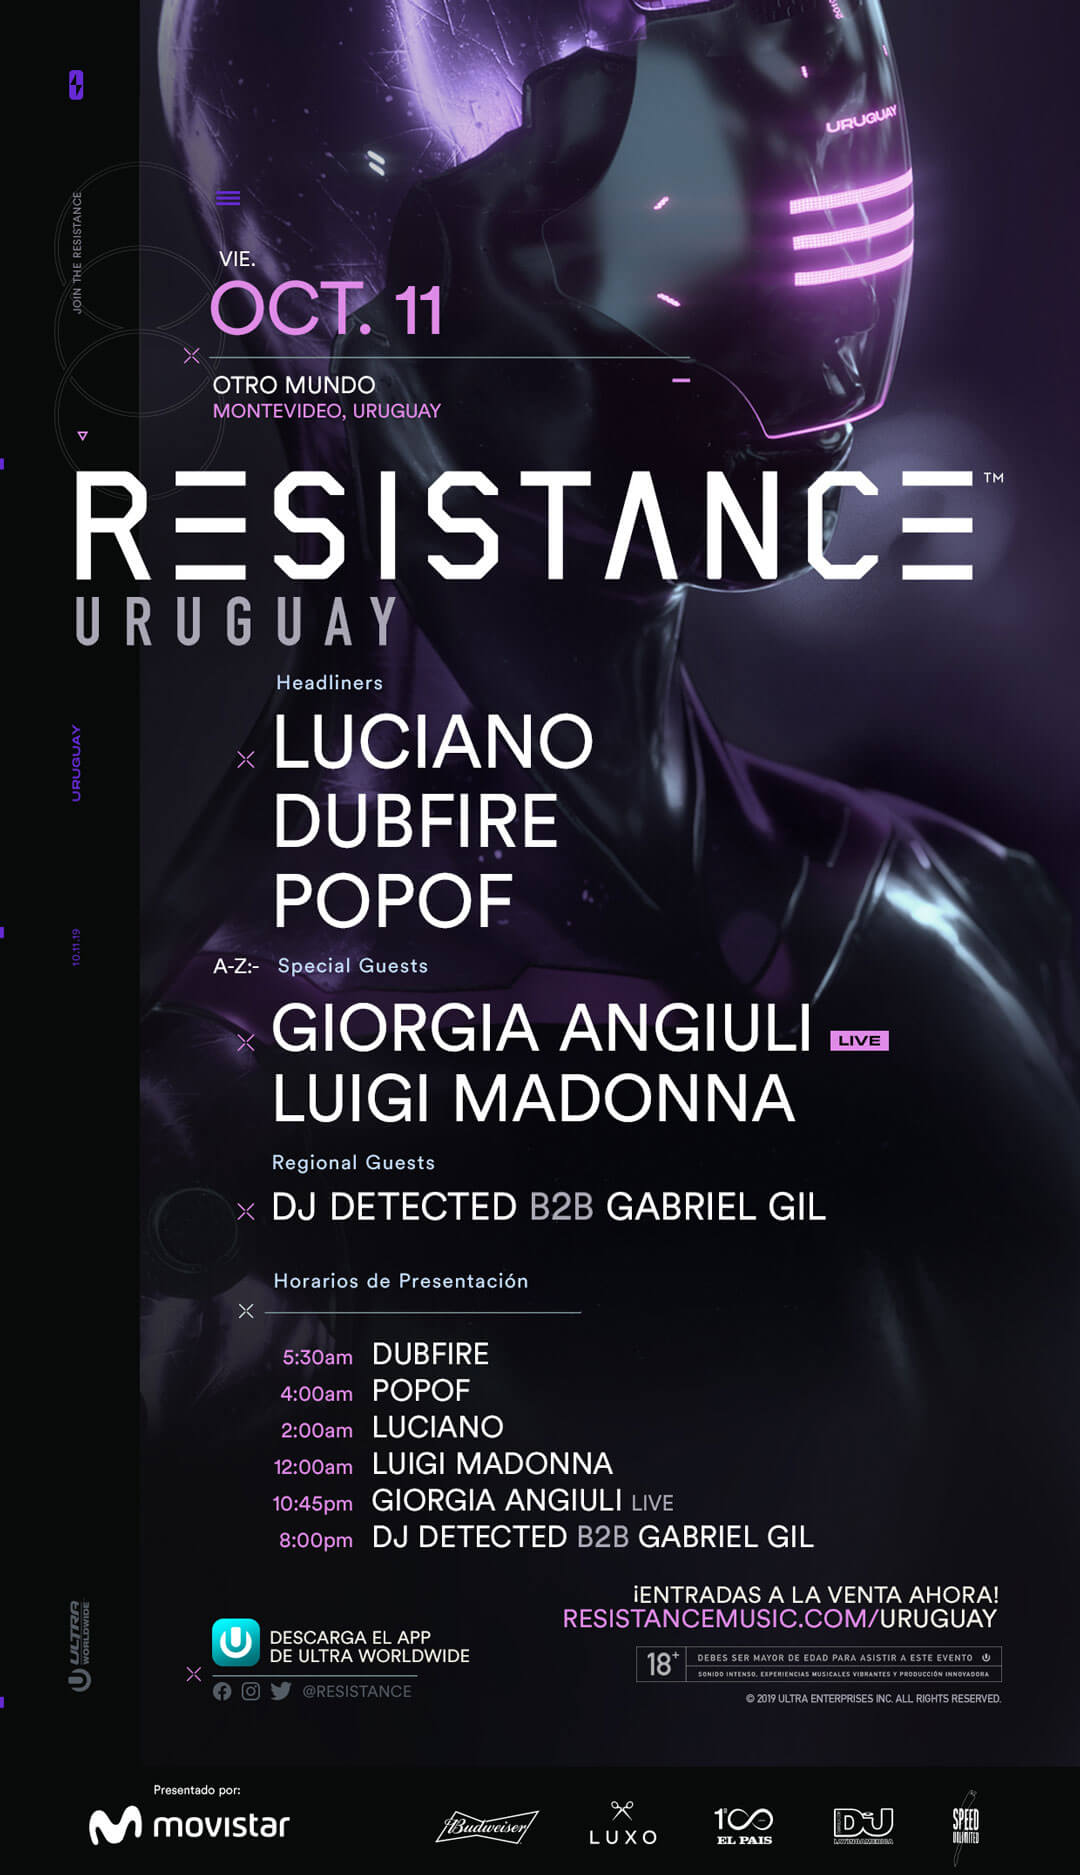 URUGUAY
JOIN THE RESISTANCE
VIE.
OCT. 11
OTRO MUNDO
MONTEVIDEO, URUGUAY
RESISTANCE™
URUGUAY
URUGUAY
10.11.19
Headliners
LUCIANO
DUBFIRE
POPOF
A-Z:- Special Guests
GIORGIA ANGIULI LIVE
LUIGI MADONNA
Regional Guests
DJ DETECTED B2B GABRIEL GIL
Horarios de Presentación
5:30am DUBFIRE
4:00am POPOF
2:00am LUCIANO
12:00am LUIGI MADONNA
10:45pm GIORGIA ANGIULI LIVE
8:00pm DJ DETECTED B2B GABRIEL GIL
¡ENTRADAS A LA VENTA AHORA!
RESISTANCEMUSIC.COM/URUGUAY
ULTRA
WORLDWIDE
DESCARGA EL APP
DE ULTRA WORLDWIDE
@RESISTANCE
18+ DEBES SER MAYOR DE EDAD PARA ASISTIR A ESTE EVENTO
SONIDO INTENSO, EXPERIENCIAS MUSICALES VIBRANTES Y PRODUCCIÓN INNOVADORA
© 2019 ULTRA ENTERPRISES INC. ALL RIGHTS RESERVED.
Presentado por:
movistar
Budweiser
LUXO
100
EL PAIS
DJ
LATINOAMERICA
SPEED
UNLIMITED